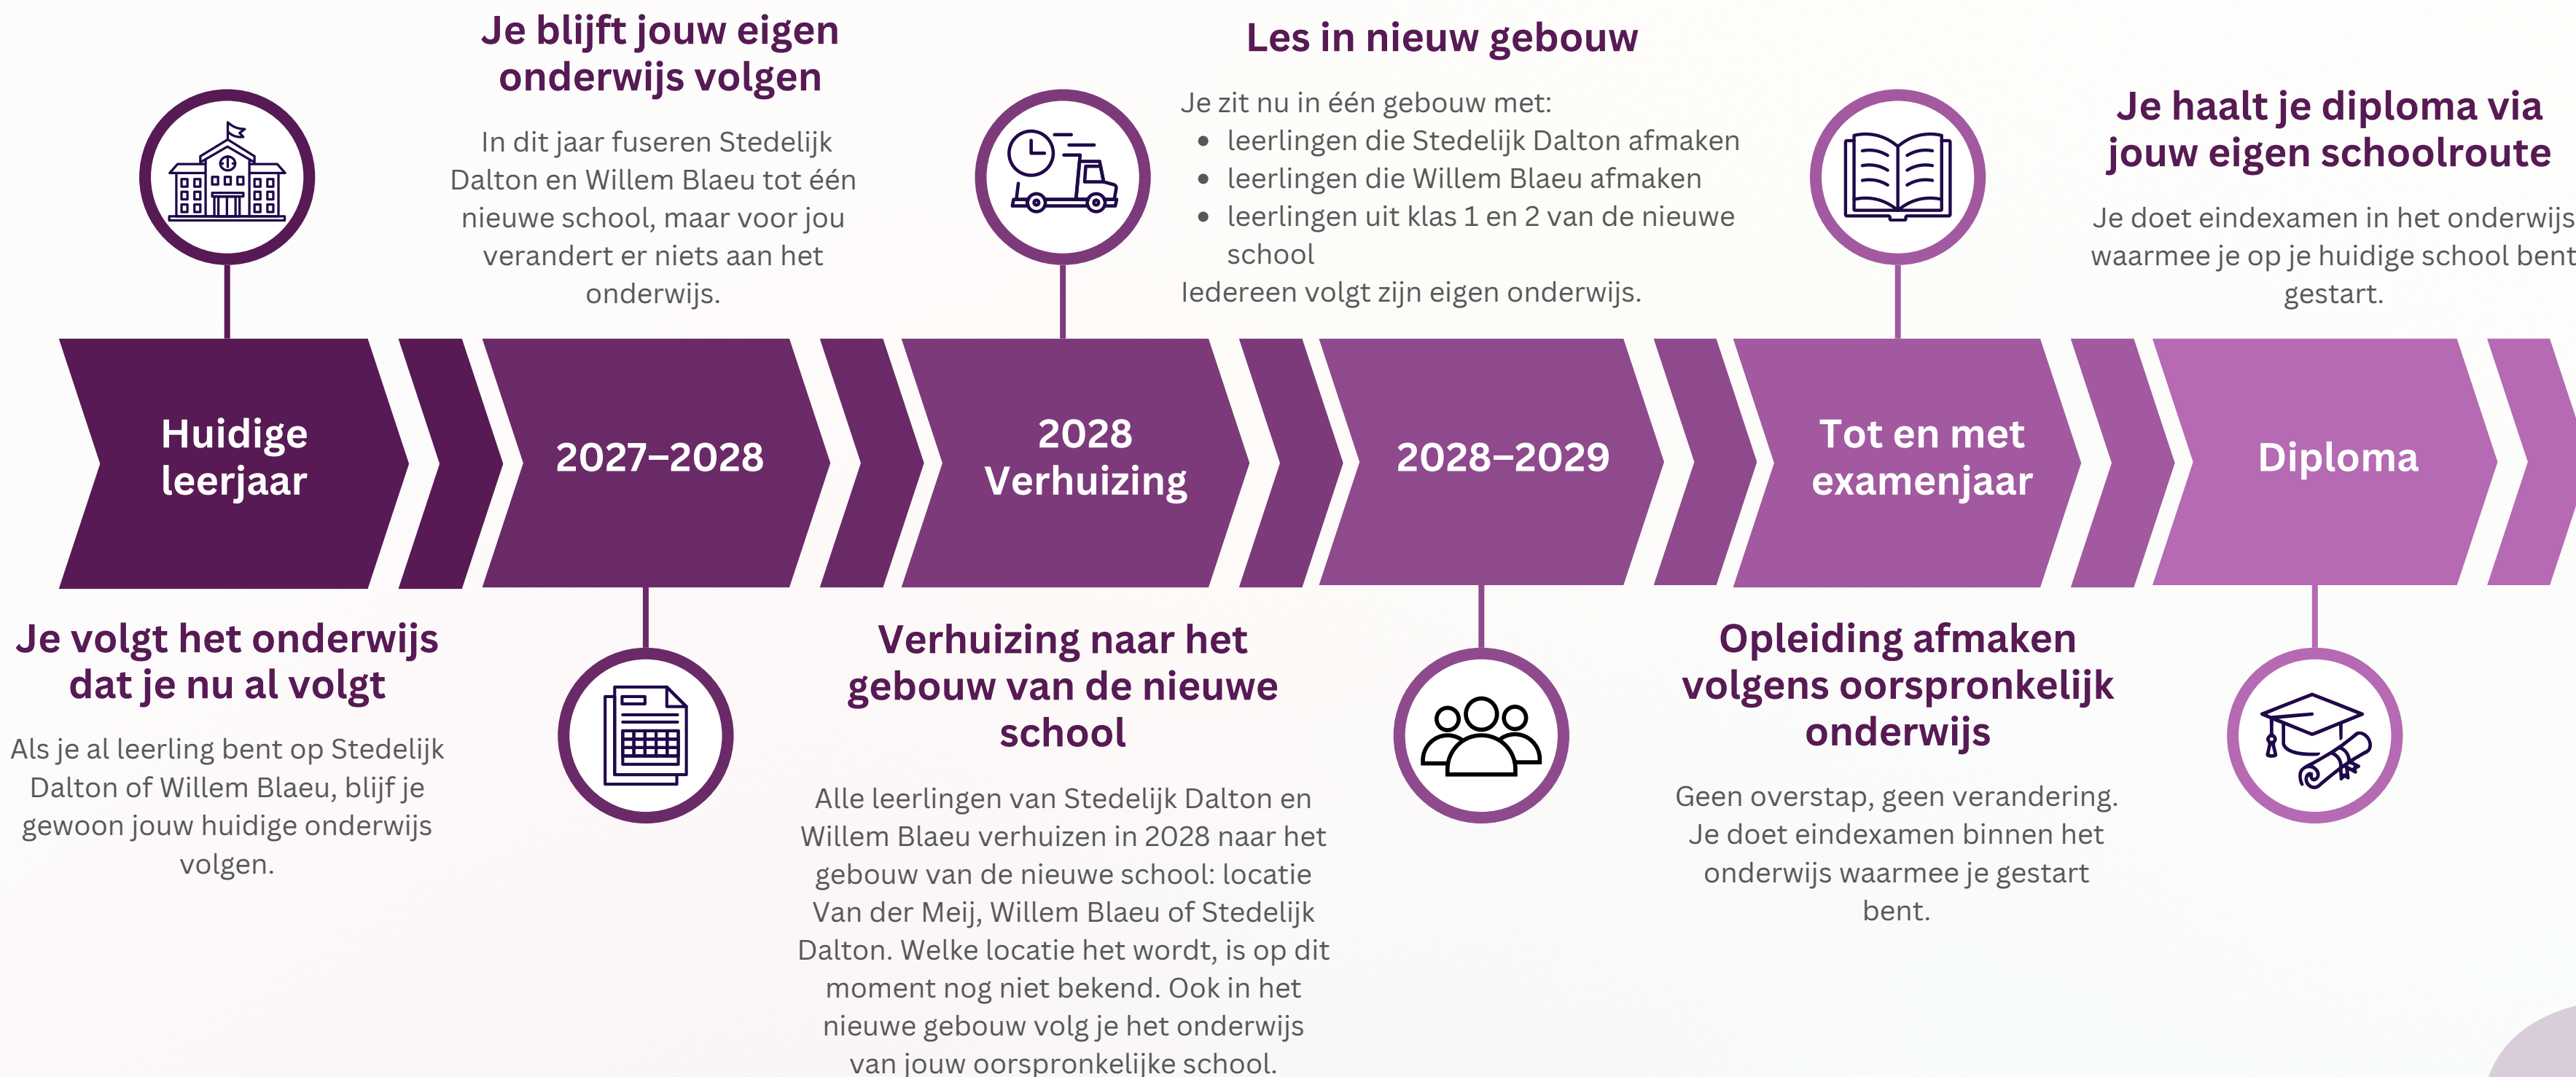 Je blijft jouw eigen
onderwijs volgen
In dit jaar fuseren Stedelijk
Dalton en Willem Blaeu tot één
nieuwe school, maar voor jou
verandert er niets aan het
onderwijs.
Les in nieuw gebouw
Je zit nu in één gebouw met:
• leerlingen die Stedelijk Dalton afmaken
• leerlingen die Willem Blaeu afmaken
• leerlingen uit klas 1 en 2 van de nieuwe
school
Iedereen volgt zijn eigen onderwijs.
Je haalt je diploma via
jouw eigen schoolroute
Je doet eindexamen in het onderwijs
waarmee je op je huidige school bent
gestart.
Huidige
leerjaar
2027–2028
2028
Verhuizing
2028–2029
Tot en met
examenjaar
Diploma
Je volgt het onderwijs
dat je nu al volgt
Als je al leerling bent op Stedelijk
Dalton of Willem Blaeu, blijf je
gewoon jouw huidige onderwijs
volgen.
Verhuizing naar het
gebouw van de nieuwe
school
Alle leerlingen van Stedelijk Dalton en
Willem Blaeu verhuizen in 2028 naar het
gebouw van de nieuwe school: locatie
Van der Meij, Willem Blaeu of Stedelijk
Dalton. Welke locatie het wordt, is op dit
moment nog niet bekend. Ook in het
nieuwe gebouw volg je het onderwijs
van jouw oorspronkelijke school.
Opleiding afmaken
volgens oorspronkelijk
onderwijs
Geen overstap, geen verandering.
Je doet eindexamen binnen het
onderwijs waarmee je gestart
bent.